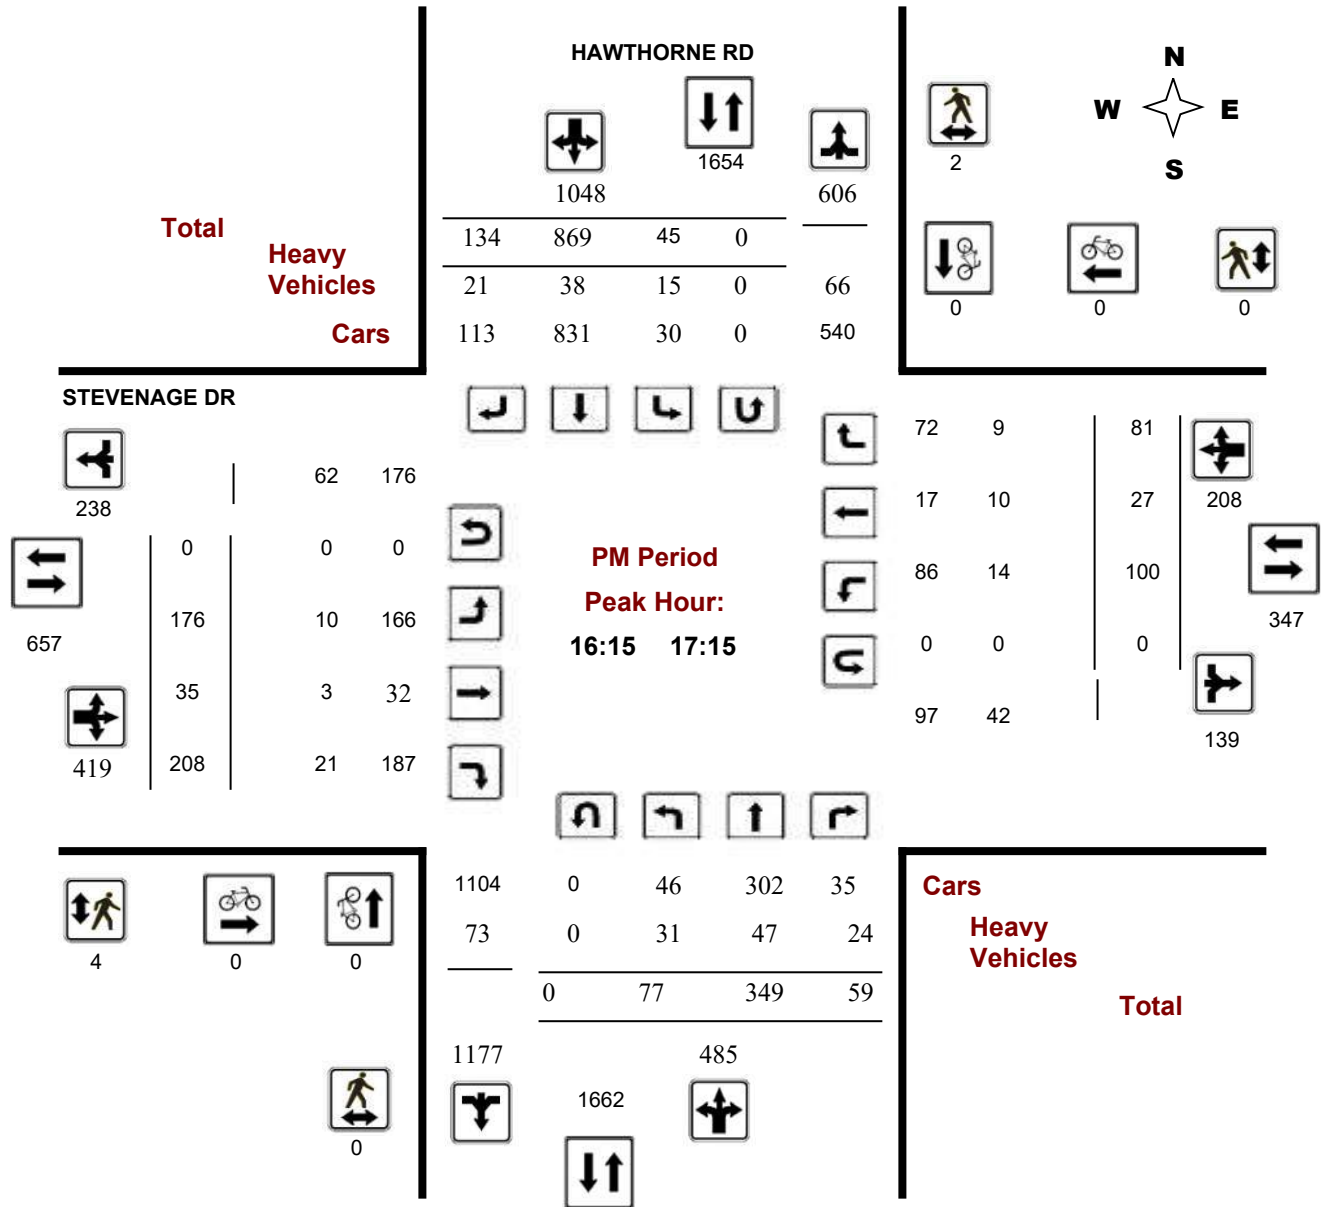 HAWTHORNE RD
N
W E
S
1654
2
1048
606
Total
134 869 45 0
Heavy
Vehicles
21 38 15 0 66
Cars
113 831 30 0 540
0 0 0
STEVENAGE DR
72 9 81
62 176
238
17 10 27 208
0 0 0
PM Period
86 14 100
Peak Hour:
176 10 166
347
657
16:15 17:15
0 0 0
35 3 32
97 42
139
419 208 21 187
1104 0 46 302 35
Cars
73 0 31 47 24
Heavy
Vehicles
4 0 0
0 77 349 59
Total
1177 485
1662
0